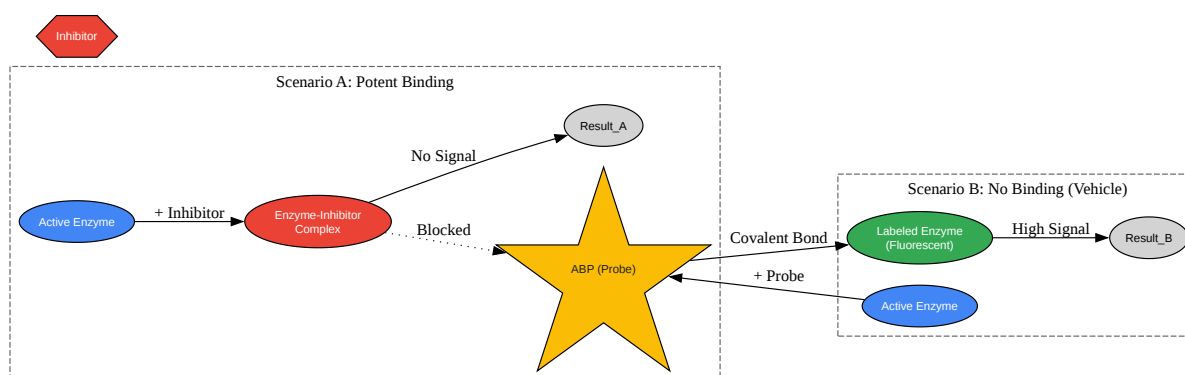 Inhibitor
Scenario A: Potent Binding
Result_A
No Signal
Active Enzyme
+ Inhibitor
Enzyme-Inhibitor
Complex
Blocked
ABP (Probe)
Covalent Bond
+ Probe
Scenario B: No Binding (Vehicle)
Labeled Enzyme
(Fluorescent)
High Signal
Result_B
Active Enzyme